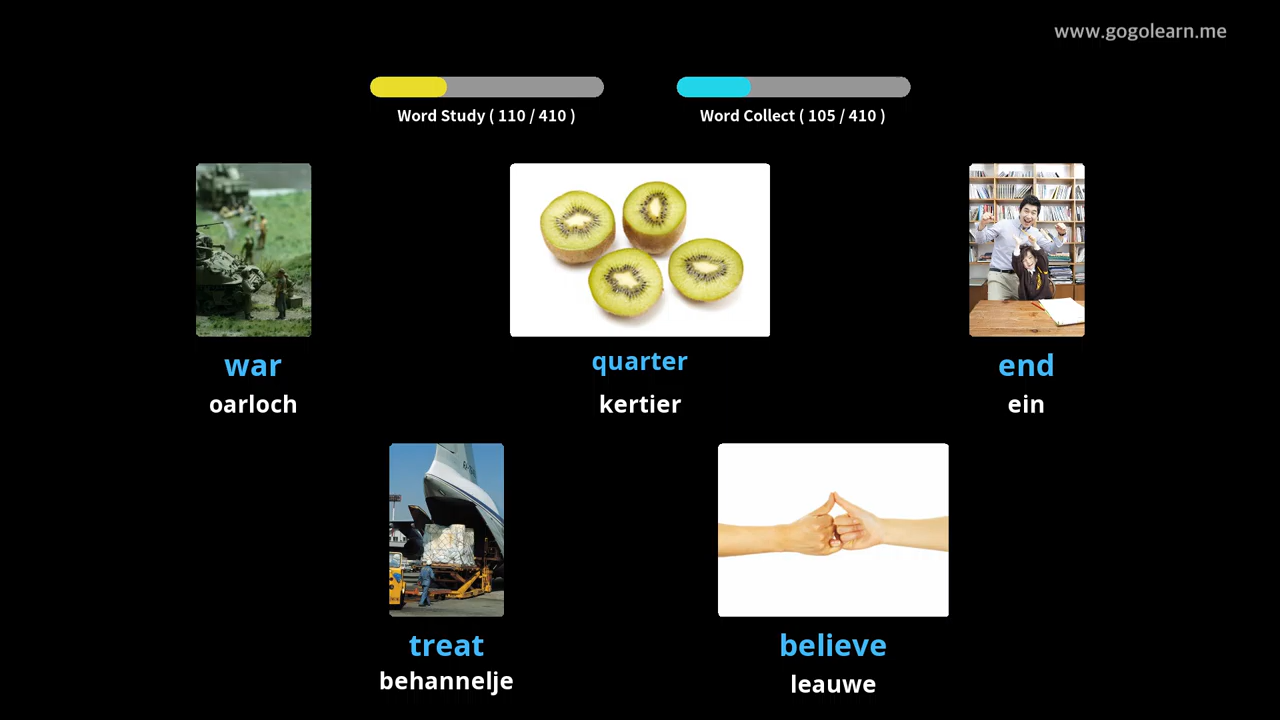 www.gogolearn.me
Word Study ( 110 / 410 )
Word Collect ( 105 / 410 )
war
oarloch
quarter
kertier
end
ein
treat
behannelje
believe
leauwe